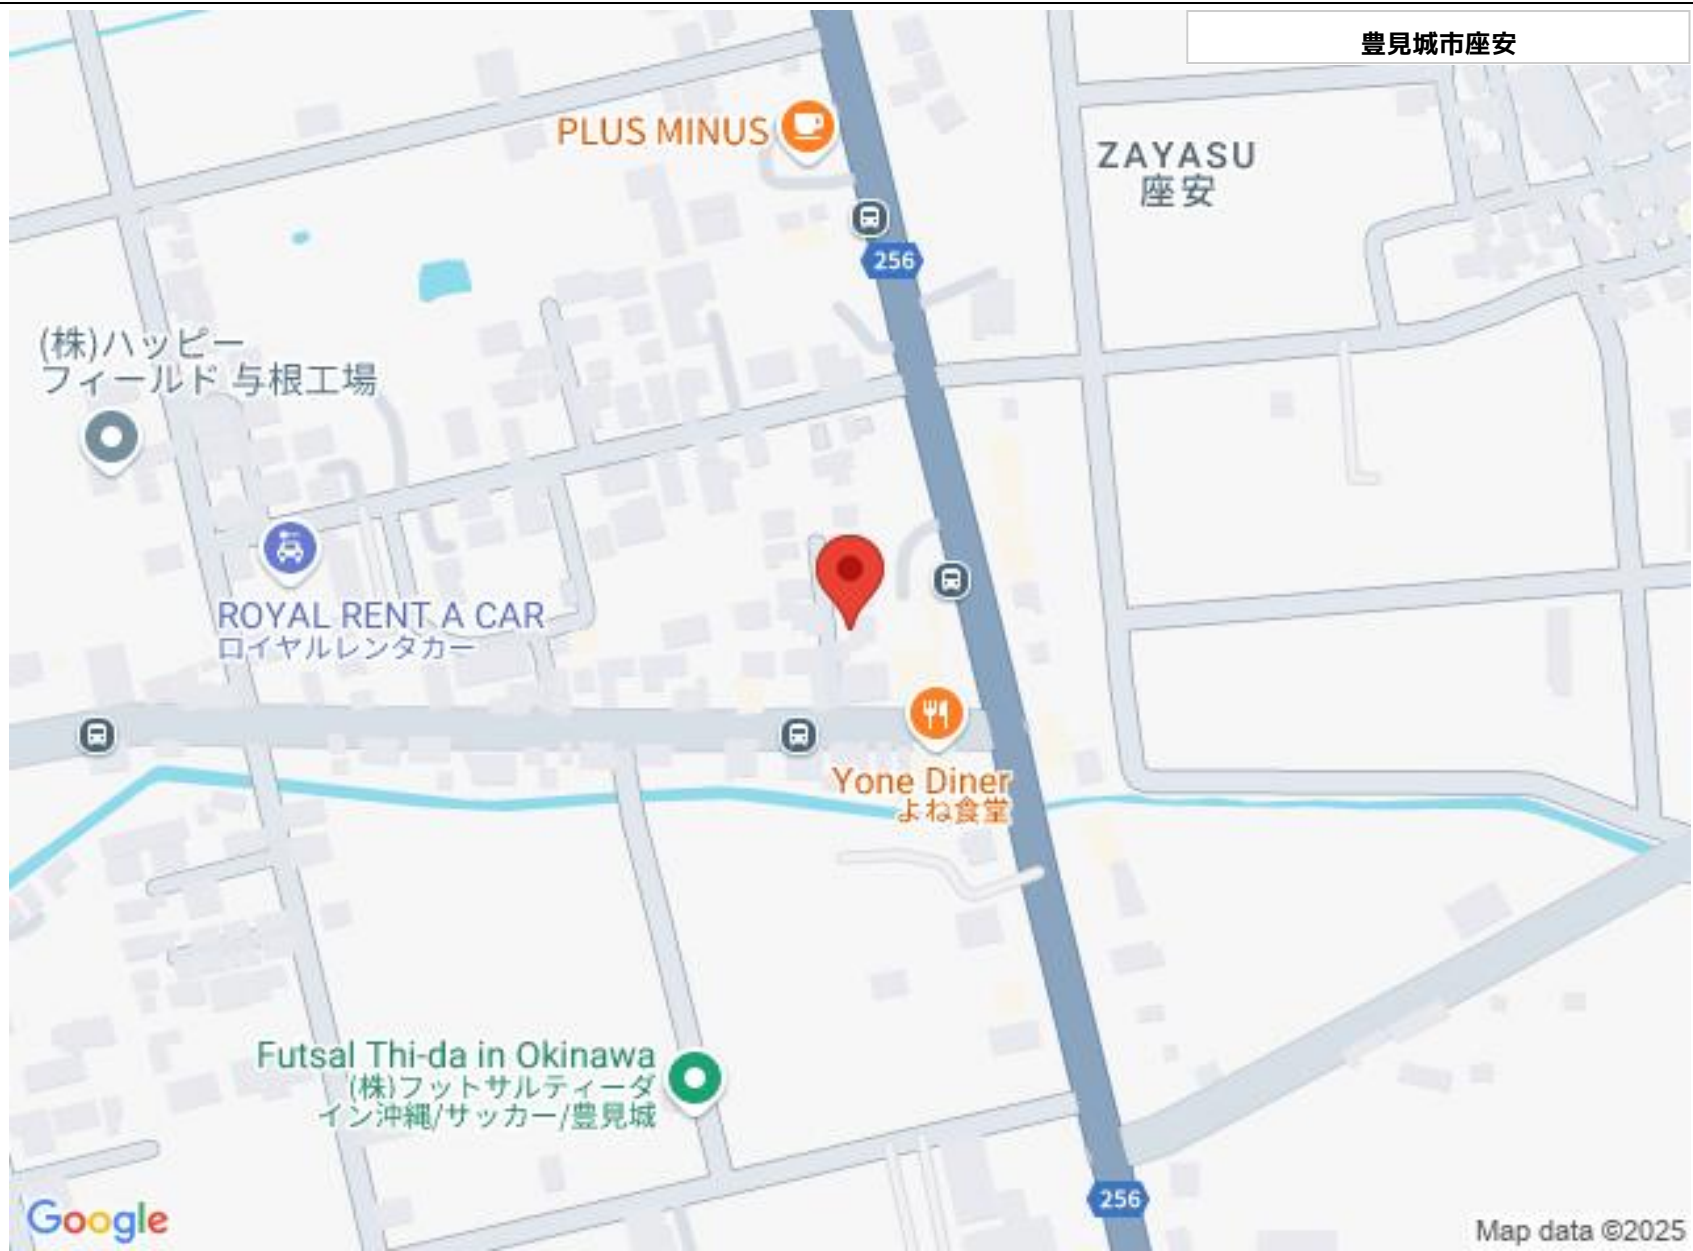 豊見城市座安
PLUS MINUS
ZAYASU
座安
256
(株)ハッピー
フィールド 与根工場
ROYAL RENT A CAR
ロイヤルレンタカー
Yone Diner
よね食堂
Futsal Thi-da in Okinawa
(株)フットサルティーダ
イン沖縄/サッカー/豊見城
256
Google
Map data ©2025